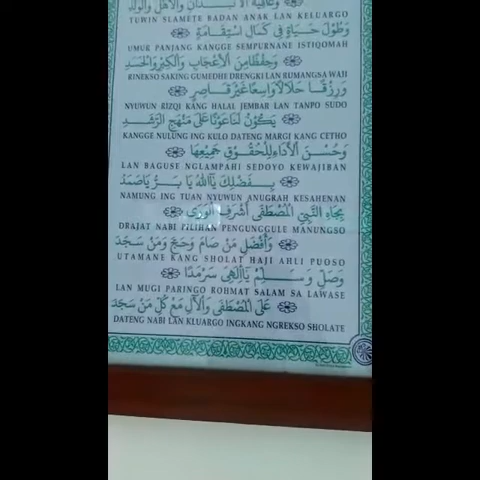 وَعَافِيَةَ الْأَبْدَانِ وَالْأَهْلِ وَالْوَلَدِ
TUWIN SLAMETE BADAN ANAK LAN KELUARGO
وَطُوْلَ حَيَاةٍ فِي كَمَالِ اسْتِقَامَةٍ
UMUR PANJANG KANGGE SEMPURNANE ISTIQOMAH
وَحِفْظًا مِنَ الْأَعْجَابِ وَالْكِبْرِ وَالْحَسَدِ
RINEKSO SAKING GUMEDHE DRENGKI LAN RUMANGSA WAJI
وَرِزْقًا حَلَالًا وَاسِعًا غَيْرَ قَاصِرٍ
NYUWUN RIZQI KANG HALAL JEMBAR LAN TANPO SUDO
يَكُوْنُ لَنَا عَوْنًا عَلَى مَنْهَجِ الرَّشَدِ
KANGGE NULUNG ING KULO DATENG MARGI KANG CETHO
وَحُسْنَ الْأَدَاءِ لِلْحُقُوْقِ جَمِيْعِهَا
LAN BAGUSE NGLAMPAHI SEDOYO KEWAJIBAN
بِفَضْلِكَ يَا اَللهُ يَا بَرُّ يَا صَمَدُ
NAMUNG ING TUAN NYUWUN ANUGRAH KESAHENAN
بِجَاهِ النَّبِيِّ الْمُصْطَفَى أَشْرَفِ الْوَرَى
DRAJAT NABI PILIHAN PENGUNGGULE MANUNGSO
وَأَفْضَلِ مَنْ صَامَ وَحَجَّ وَمَنْ سَجَدَ
UTAMANE KANG SHOLAT HAJI AHLI PUOSO
وَصَلِّ وَسَلِّمْ يَا إِلَهِيْ سَرْمَدًا
LAN MUGI PARINGO ROHMAT SALAM SA LAWASE
عَلَى الْمُصْطَفَى وَالْآلِ مَعْ كُلِّ مَنْ سَجَدَ
DATENG NABI LAN KLUARGO INGKANG NGREKSO SHOLATE